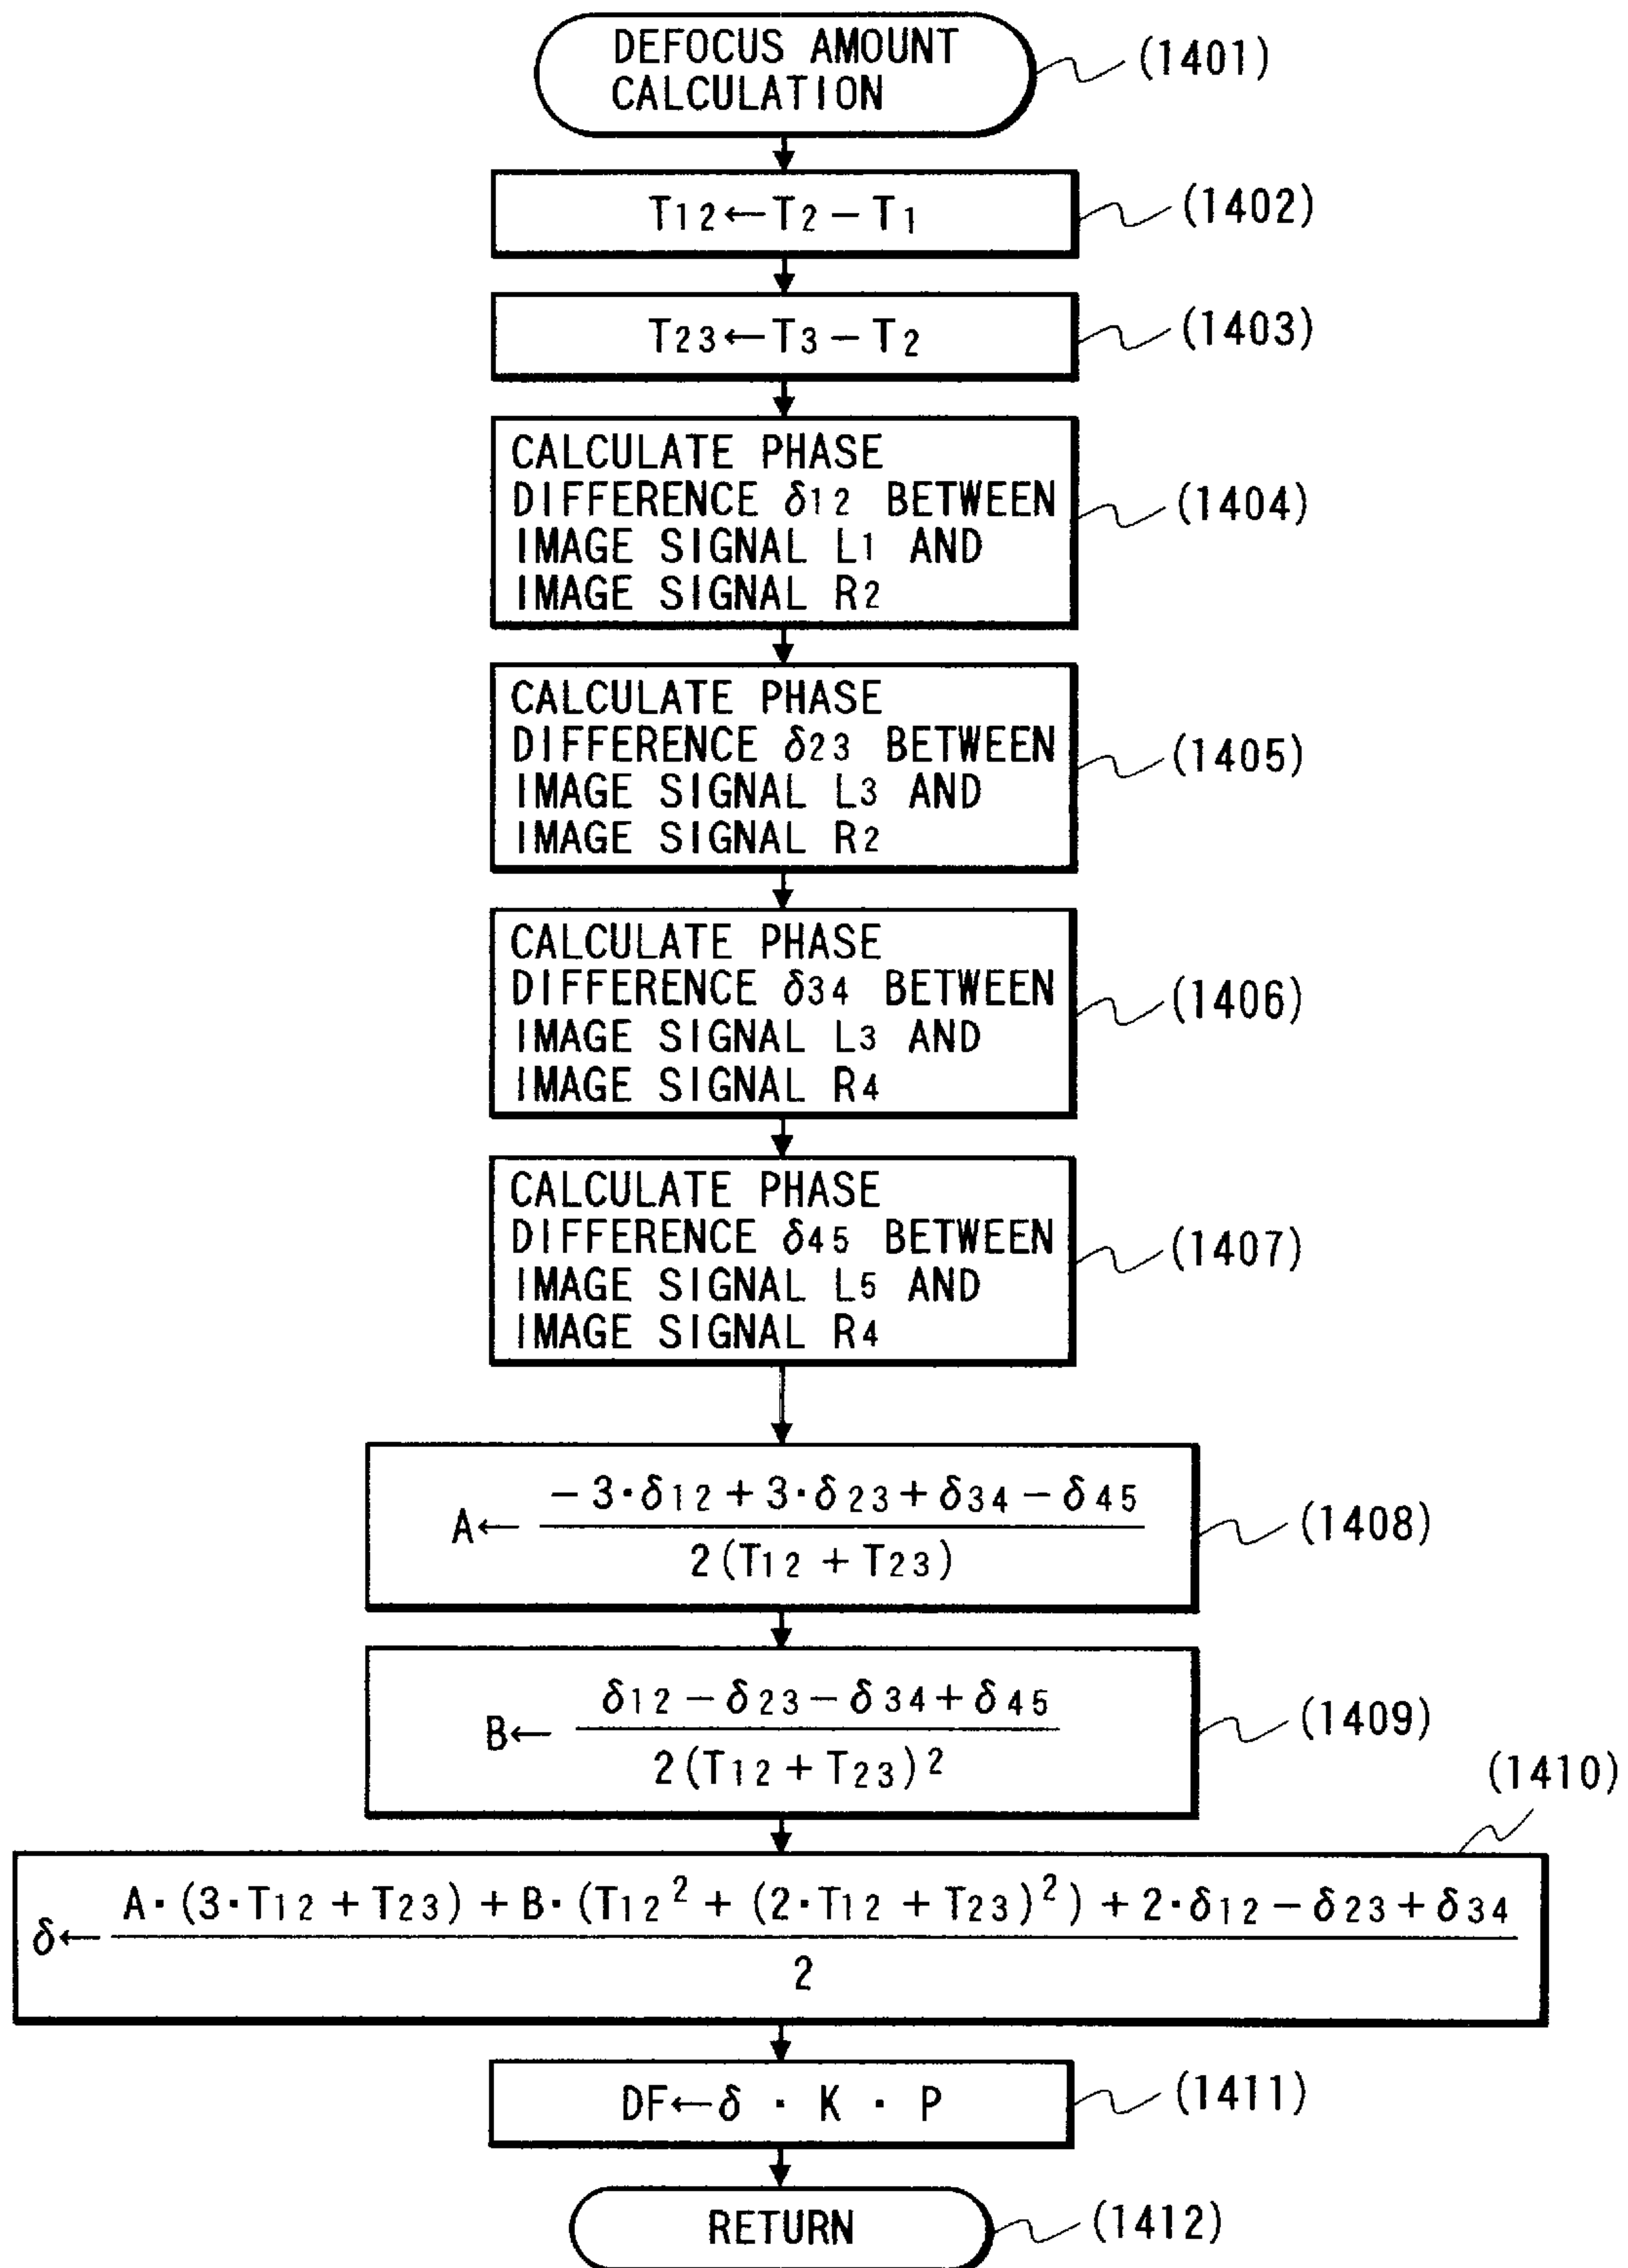 DEFOCUS AMOUNT
CALCULATION
(1401)
T12←T2−T1
(1402)
T23←T3−T2
(1403)
CALCULATE PHASE
DIFFERENCE δ12 BETWEEN
IMAGE SIGNAL L1 AND
IMAGE SIGNAL R2
(1404)
CALCULATE PHASE
DIFFERENCE δ23 BETWEEN
IMAGE SIGNAL L3 AND
IMAGE SIGNAL R2
(1405)
CALCULATE PHASE
DIFFERENCE δ34 BETWEEN
IMAGE SIGNAL L3 AND
IMAGE SIGNAL R4
(1406)
CALCULATE PHASE
DIFFERENCE δ45 BETWEEN
IMAGE SIGNAL L5 AND
IMAGE SIGNAL R4
(1407)
−3·δ12+3·δ23+δ34−δ45
A←
2(T12+T23)
(1408)
δ12−δ23−δ34+δ45
B←
2(T12+T23)²
(1409)
(1410)
A·(3·T12+T23)+B·(T12²+(2·T12+T23)²)+2·δ12−δ23+δ34
δ←
2
DF←δ · K · P
(1411)
RETURN
(1412)